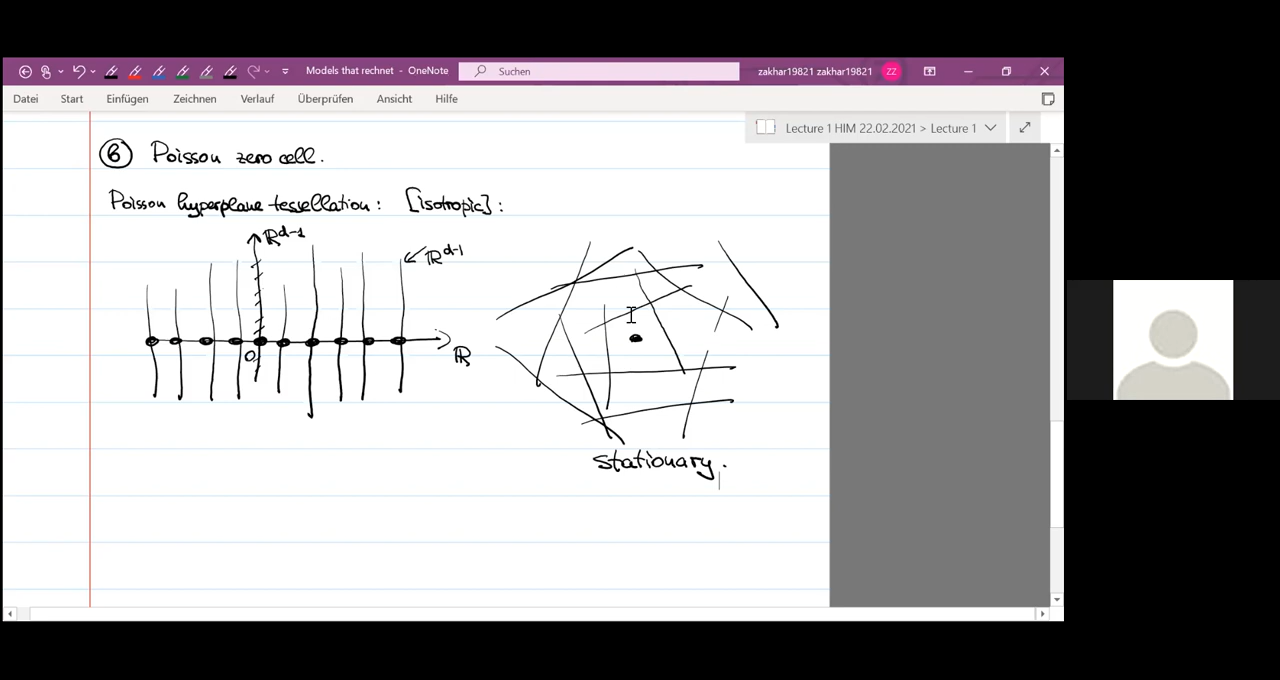 Models that rechnet - OneNote
Suchen
zakhar19821 zakhar19821
ZZ
Datei Start Einfügen Zeichnen Verlauf Überprüfen Ansicht Hilfe
Lecture 1 HIM 22.02.2021 > Lecture 1
⑥ Poisson zero cell.
Poisson hyperplane tessellation: [isotropic]:
ℝ^{d-1}
ℝ^{d-1}
0
ℝ
stationary.